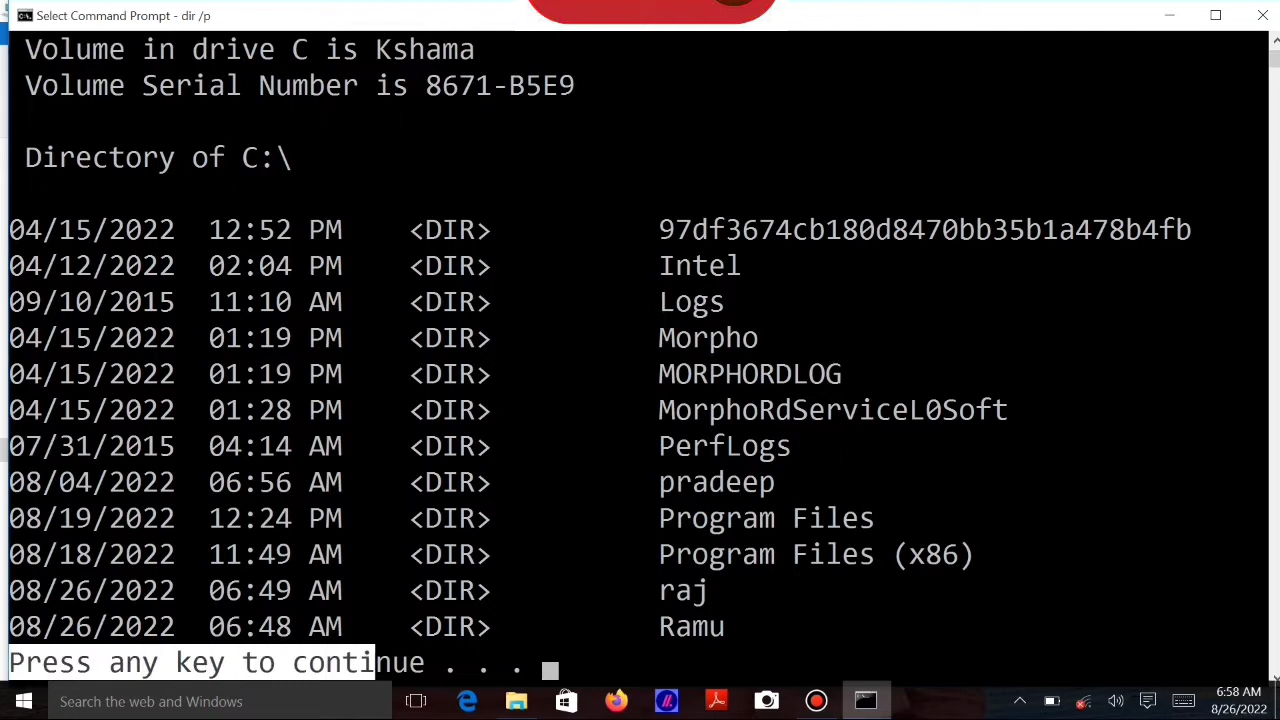 Select Command Prompt - dir /p
Volume in drive C is Kshama
Volume Serial Number is 8671-B5E9
Directory of C:\
04/15/2022 12:52 PM <DIR> 97df3674cb180d8470bb35b1a478b4fb
04/12/2022 02:04 PM <DIR> Intel
09/10/2015 11:10 AM <DIR> Logs
04/15/2022 01:19 PM <DIR> Morpho
04/15/2022 01:19 PM <DIR> MORPHORDLOG
04/15/2022 01:28 PM <DIR> MorphoRdServiceL0Soft
07/31/2015 04:14 AM <DIR> PerfLogs
08/04/2022 06:56 AM <DIR> pradeep
08/19/2022 12:24 PM <DIR> Program Files
08/18/2022 11:49 AM <DIR> Program Files (x86)
08/26/2022 06:49 AM <DIR> raj
08/26/2022 06:48 AM <DIR> Ramu
Press any key to continue . . .
Search the web and Windows
6:58 AM
8/26/2022